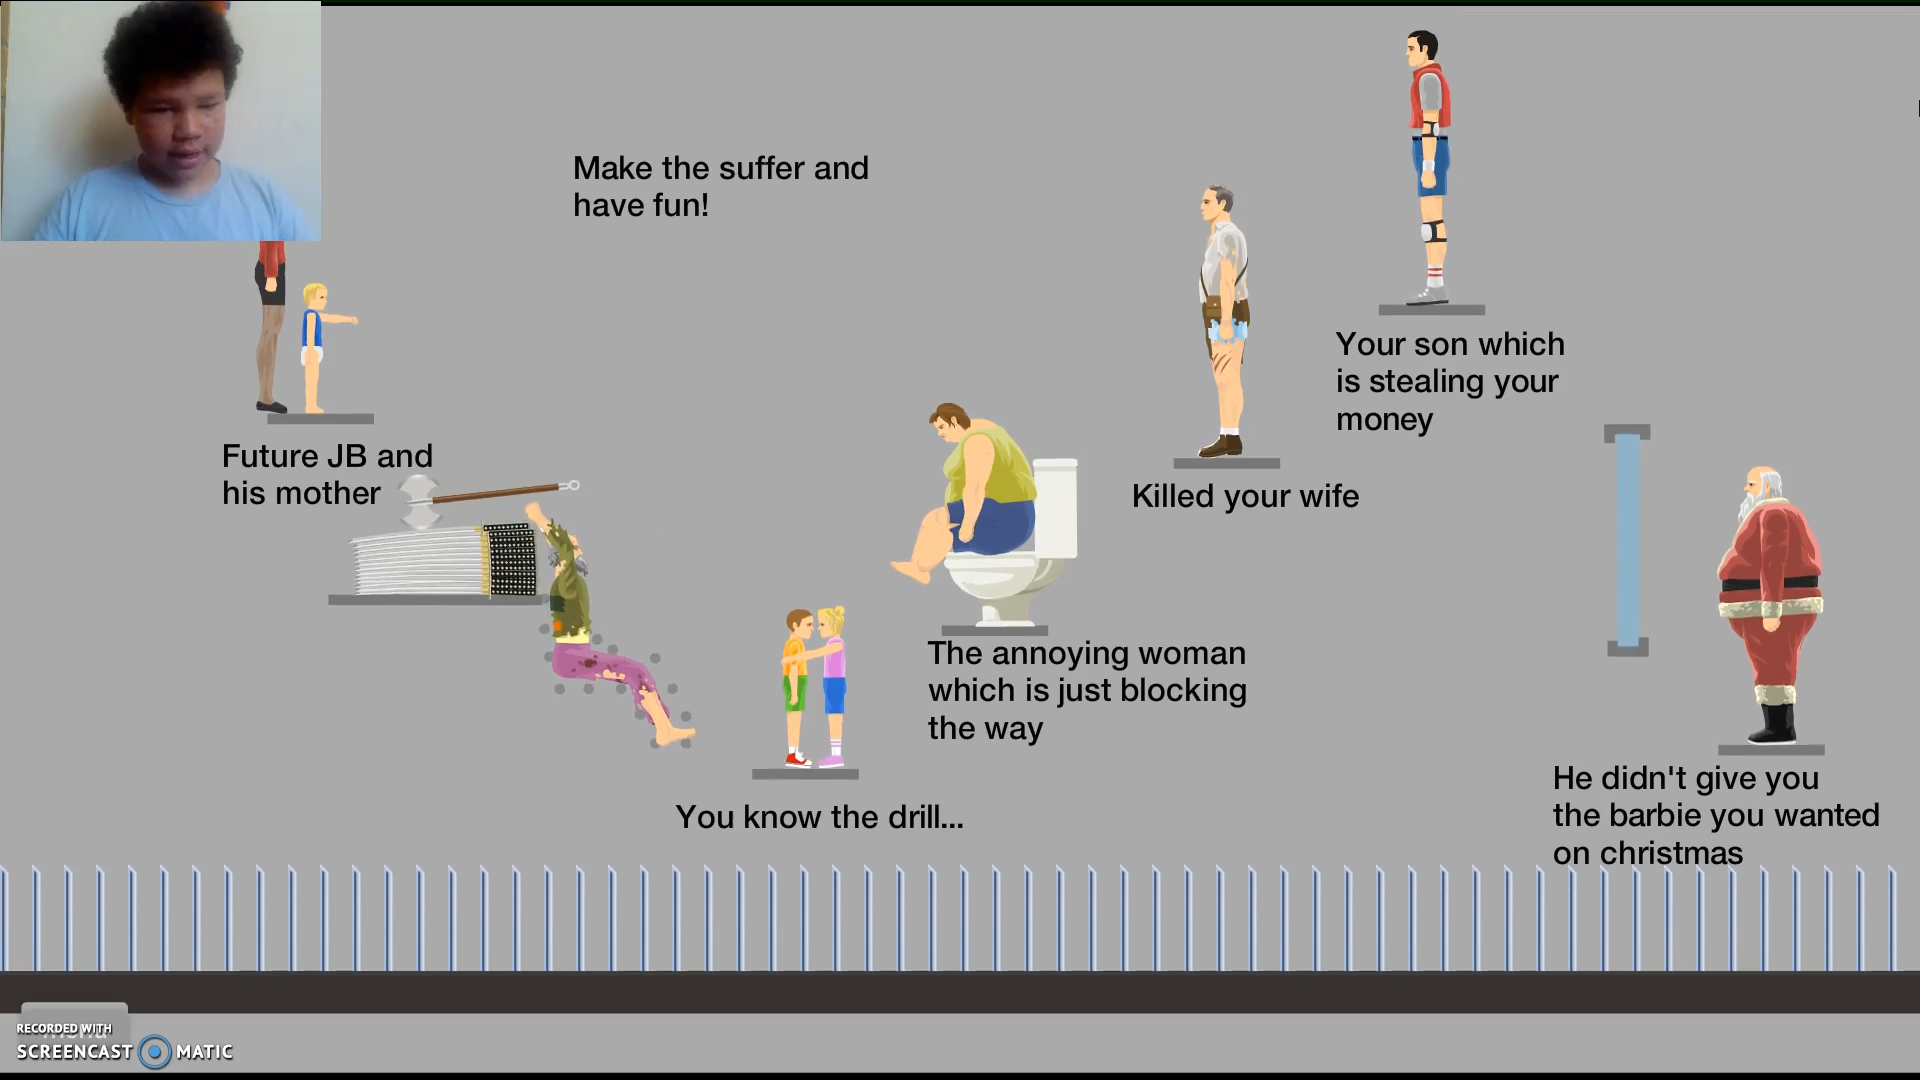 Make the suffer and
have fun!
Your son which
is stealing your
money
Future JB and
his mother
Killed your wife
The annoying woman
which is just blocking
the way
You know the drill...
He didn't give you
the barbie you wanted
on christmas
RECORDED WITH
SCREENCAST MATIC